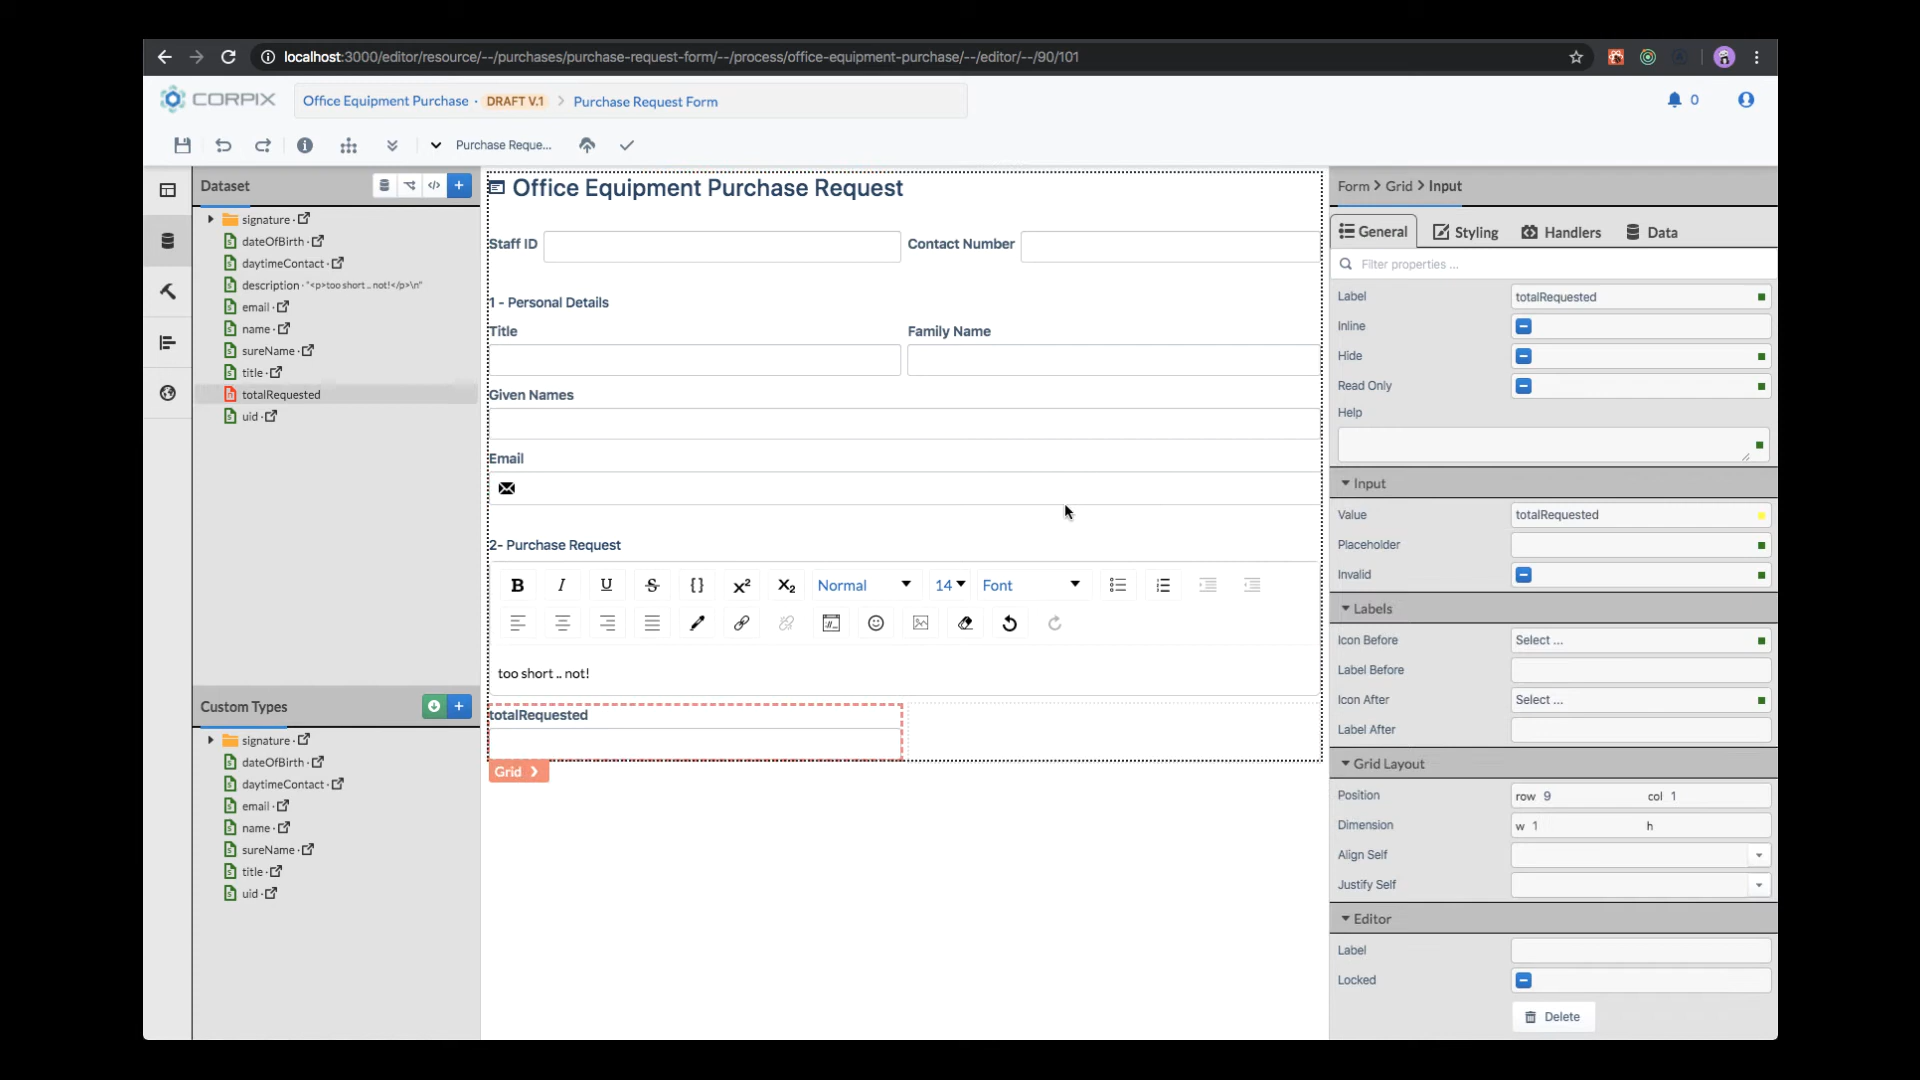 localhost:3000/editor/resource/--/purchases/purchase-request-form/--/process/office-equipment-purchase/--/editor/--/90/101
CORPIX
Office Equipment Purchase · DRAFT V.1 > Purchase Request Form
0
Purchase Reque...
Dataset
signature ·
dateOfBirth ·
daytimeContact ·
description · "<p>too short .. not!</p>\n"
email ·
name ·
sureName ·
title ·
totalRequested
uid ·
Custom Types
signature ·
dateOfBirth ·
daytimeContact ·
email ·
name ·
sureName ·
title ·
uid ·
Office Equipment Purchase Request
Staff ID
Contact Number
1 - Personal Details
Title
Family Name
Given Names
Email
2- Purchase Request
B I U S {} X² X₂ Normal 14 Font
too short .. not!
totalRequested
Grid >
Form > Grid > Input
General Styling Handlers Data
Filter properties ...
Label totalRequested
Inline
Hide
Read Only
Help
Input
Value totalRequested
Placeholder
Invalid
Labels
Icon Before Select ...
Label Before
Icon After Select ...
Label After
Grid Layout
Position row 9 col 1
Dimension w 1 h
Align Self
Justify Self
Editor
Label
Locked
Delete